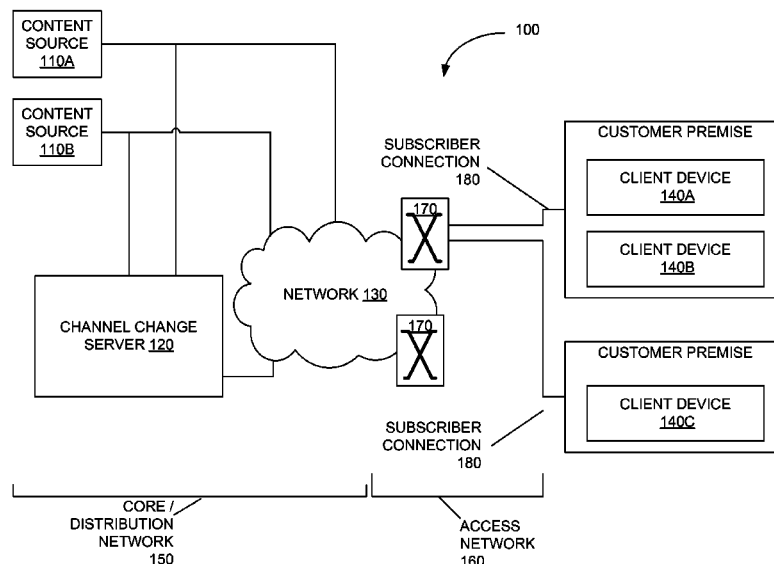 CONTENT
SOURCE
110A
CONTENT
SOURCE
110B
100
SUBSCRIBER
CONNECTION
180
CUSTOMER PREMISE
CLIENT DEVICE
140A
CLIENT DEVICE
140B
170
NETWORK 130
CHANNEL CHANGE
SERVER 120
170
CUSTOMER PREMISE
CLIENT DEVICE
140C
SUBSCRIBER
CONNECTION
180
CORE /
DISTRIBUTION
NETWORK
150
ACCESS
NETWORK
160